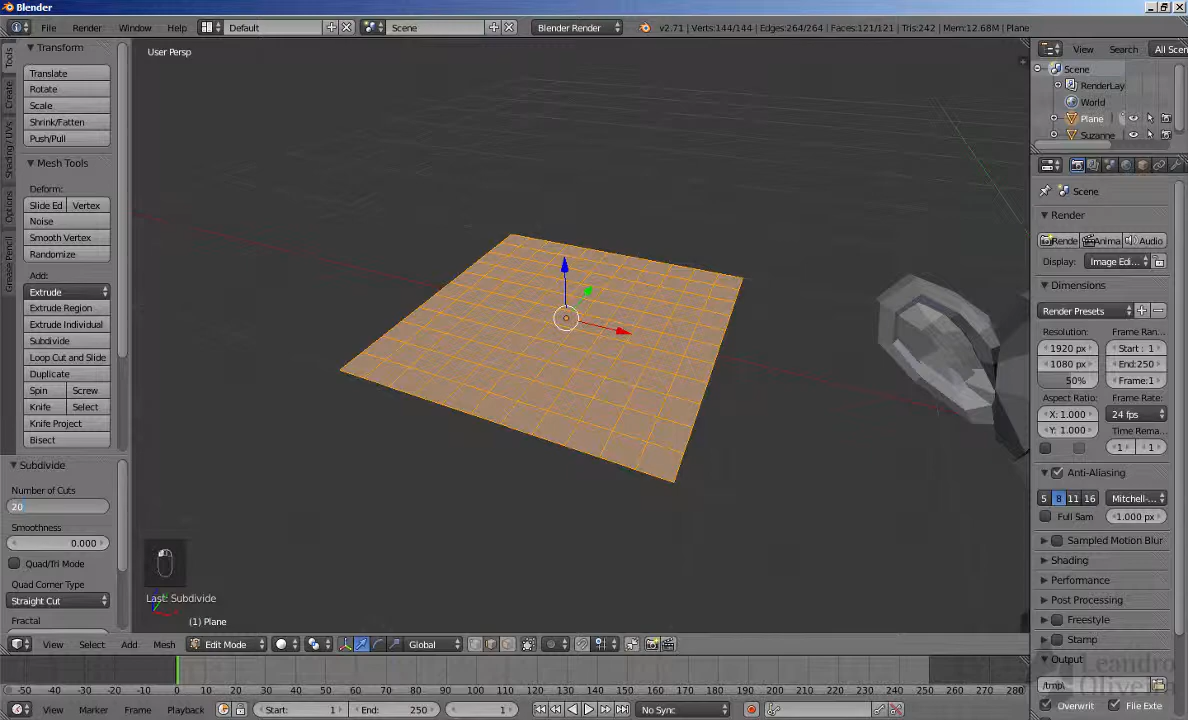 Blender
File Render Window Help Default Scene Blender Render v2.71 | Verts:144/144 | Edges:264/264 | Faces:121/121 | Tris:242 | Mem:12.68M | Plane
Tools
Create
Shading / UVs
Options
Grease Pencil
Transform
Translate
Rotate
Scale
Shrink/Fatten
Push/Pull
Mesh Tools
Deform:
Slide Ed Vertex
Noise
Smooth Vertex
Randomize
Add:
Extrude
Extrude Region
Extrude Individual
Subdivide
Loop Cut and Slide
Duplicate
Spin Screw
Knife Select
Knife Project
Bisect
Subdivide
Number of Cuts
20
Smoothness
0.000
Quad/Tri Mode
Quad Corner Type
Straight Cut
Fractal
User Persp
Last: Subdivide
(1) Plane
View Select Add Mesh Edit Mode Global
View Search All Scen
Scene
RenderLay
World
Plane
Suzanne
Scene
Render
Rende Anima Audio
Display: Image Edi...
Dimensions
Render Presets
Resolution: Frame Ran...
1920 px Start : 1
1080 px End:250
50% Frame:1
Aspect Ratio: Frame Rate:
X: 1.000 24 fps
Y: 1.000 Time Rema...
1 1
Anti-Aliasing
5 8 11 16 Mitchell-...
Full Sam 1.000 px
Sampled Motion Blur
Shading
Performance
Post Processing
Freestyle
Stamp
Output
/tmp\
Overwrit File Exte
Leandro
Oliveira
-50 -40 -30 -20 -10 0 10 20 30 40 50 60 70 80 90 100 110 120 130 140 150 160 170 180 190 200 210 220 230 240 250 260 270 280
View Marker Frame Playback Start: 1 End: 250 1 No Sync